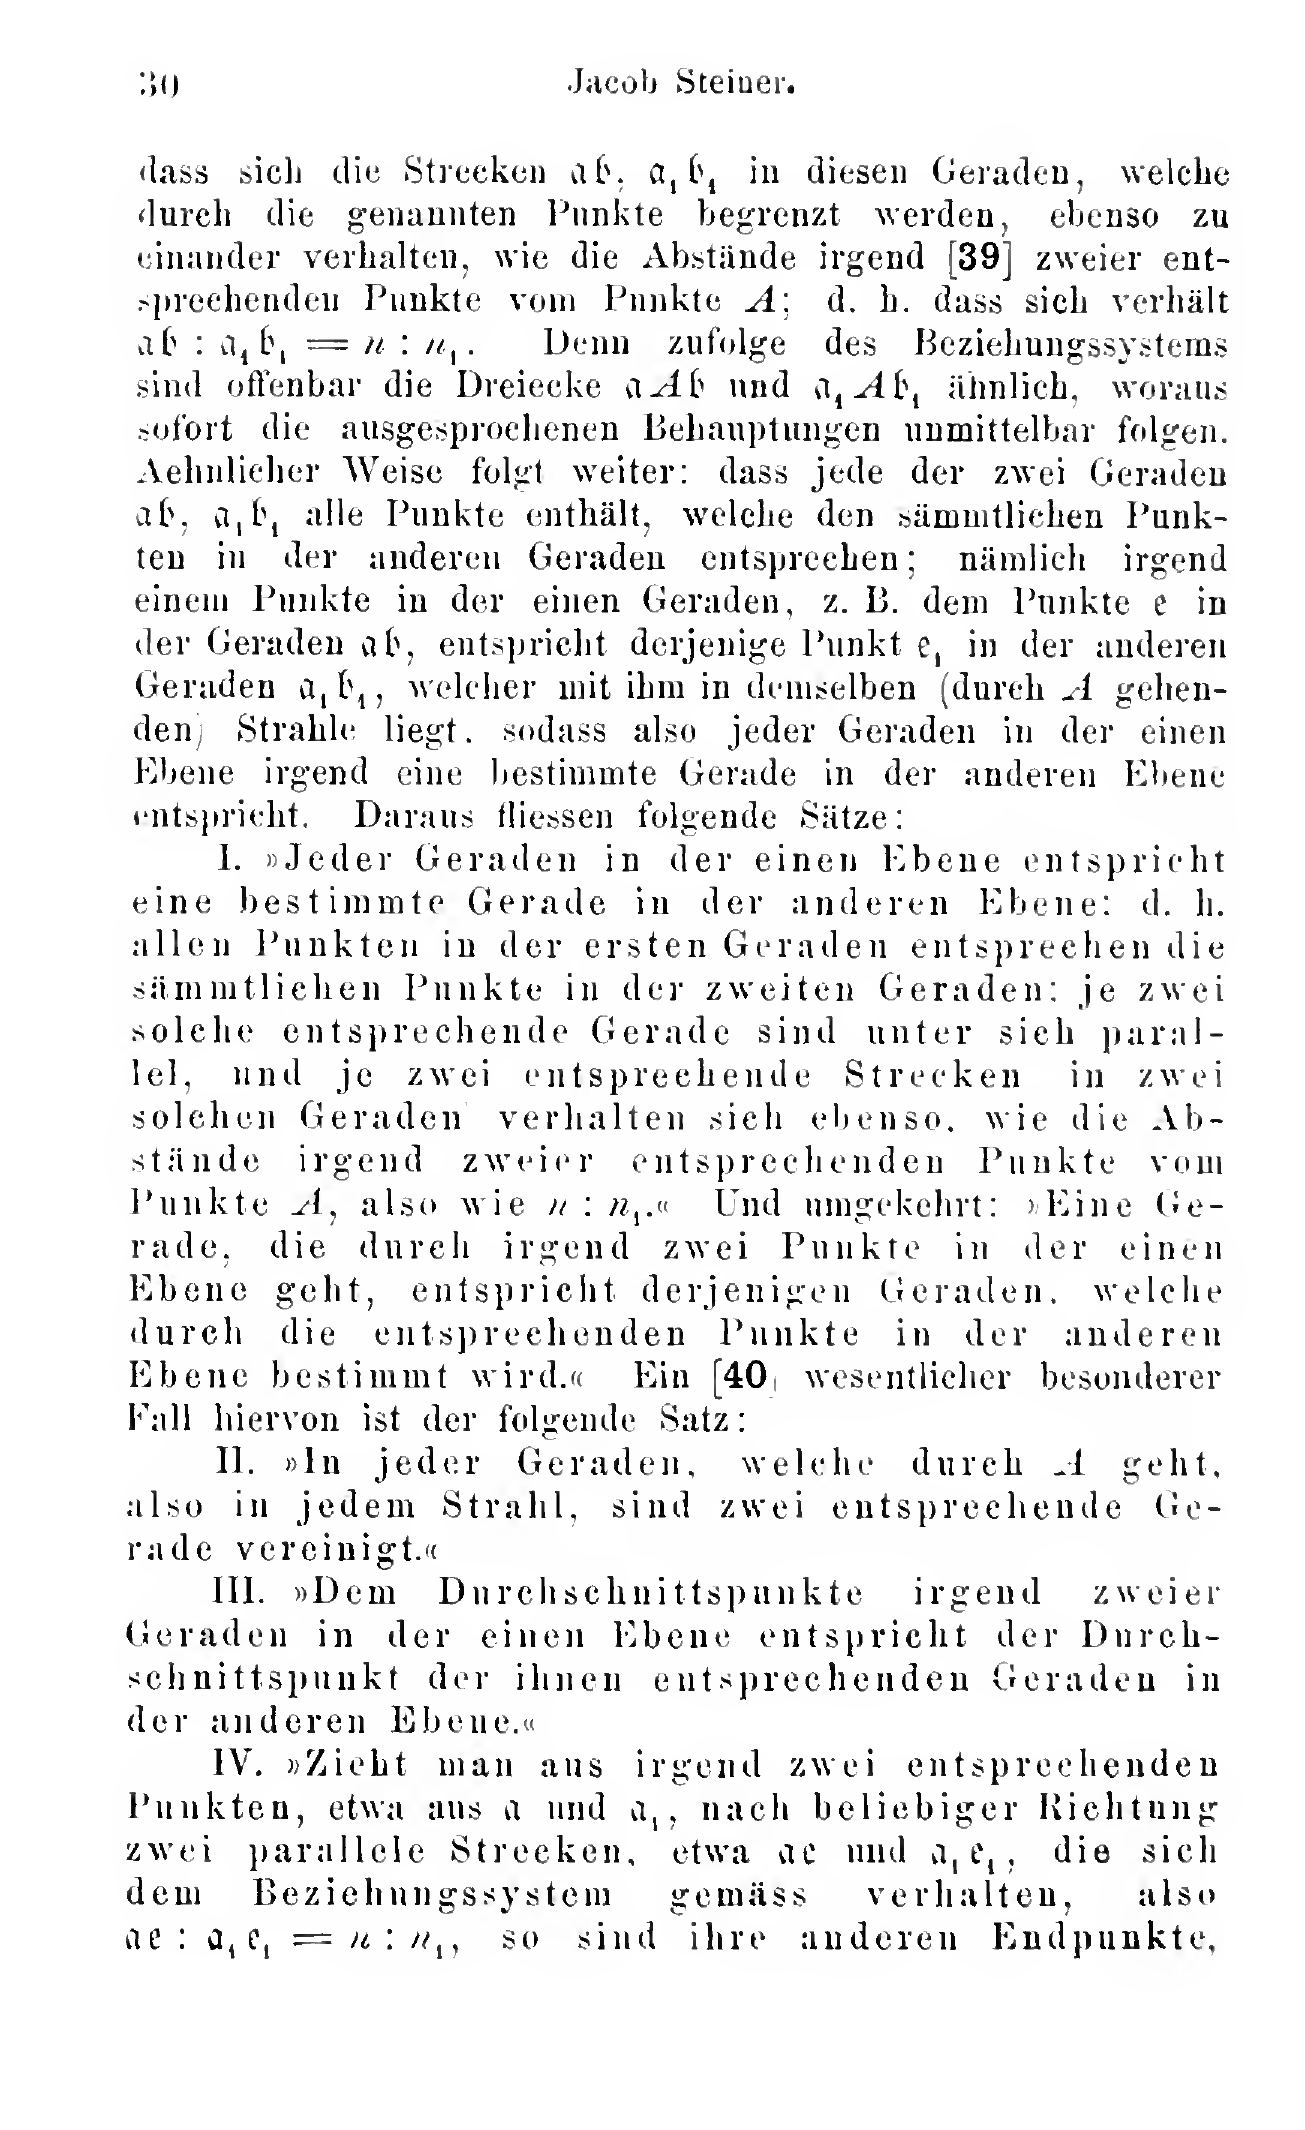 30 Jacob Steiner.
dass sich die Strecken 𝔞𝔟, 𝔞₁𝔟₁ in diesen Geraden, welche
durch die genannten Punkte begrenzt werden, ebenso zu
einander verhalten, wie die Abstände irgend [39] zweier ent-
sprechenden Punkte vom Punkte A; d. h. dass sich verhält
𝔞𝔟 : 𝔞₁𝔟₁ = n : n₁. Denn zufolge des Beziehungssystems
sind offenbar die Dreiecke 𝔞A𝔟 und 𝔞₁A𝔟₁ ähnlich, woraus
sofort die ausgesprochenen Behauptungen unmittelbar folgen.
Aehnlicher Weise folgt weiter: dass jede der zwei Geraden
𝔞𝔟, 𝔞₁𝔟₁ alle Punkte enthält, welche den sämmtlichen Punk-
ten in der anderen Geraden entsprechen; nämlich irgend
einem Punkte in der einen Geraden, z. B. dem Punkte 𝔢 in
der Geraden 𝔞𝔟, entspricht derjenige Punkt 𝔢₁ in der anderen
Geraden 𝔞₁𝔟₁, welcher mit ihm in demselben (durch A gehen-
den) Strahle liegt, sodass also jeder Geraden in der einen
Ebene irgend eine bestimmte Gerade in der anderen Ebene
entspricht. Daraus fliessen folgende Sätze:
I. »Jeder Geraden in der einen Ebene entspricht
eine bestimmte Gerade in der anderen Ebene: d. h.
allen Punkten in der ersten Geraden entsprechen die
sämmtlichen Punkte in der zweiten Geraden; je zwei
solche entsprechende Gerade sind unter sich paral-
lel, und je zwei entsprechende Strecken in zwei
solchen Geraden verhalten sich ebenso, wie die Ab-
stände irgend zweier entsprechenden Punkte vom
Punkte A, also wie n : n₁.« Und umgekehrt: »Eine Ge-
rade, die durch irgend zwei Punkte in der einen
Ebene geht, entspricht derjenigen Geraden, welche
durch die entsprechenden Punkte in der anderen
Ebene bestimmt wird.« Ein [40] wesentlicher besonderer
Fall hiervon ist der folgende Satz:
II. »In jeder Geraden, welche durch A geht,
also in jedem Strahl, sind zwei entsprechende Ge-
rade vereinigt.«
III. »Dem Durchschnittspunkte irgend zweier
Geraden in der einen Ebene entspricht der Durch-
schnittspunkt der ihnen entsprechenden Geraden in
der anderen Ebene.«
IV. »Zieht man aus irgend zwei entsprechenden
Punkten, etwa aus 𝔞 und 𝔞₁, nach beliebiger Richtung
zwei parallele Strecken, etwa 𝔞𝔢 und 𝔞₁𝔢₁, die sich
dem Beziehungssystem gemäss verhalten, also
𝔞𝔢 : 𝔞₁𝔢₁ = n : n₁, so sind ihre anderen Endpunkte,